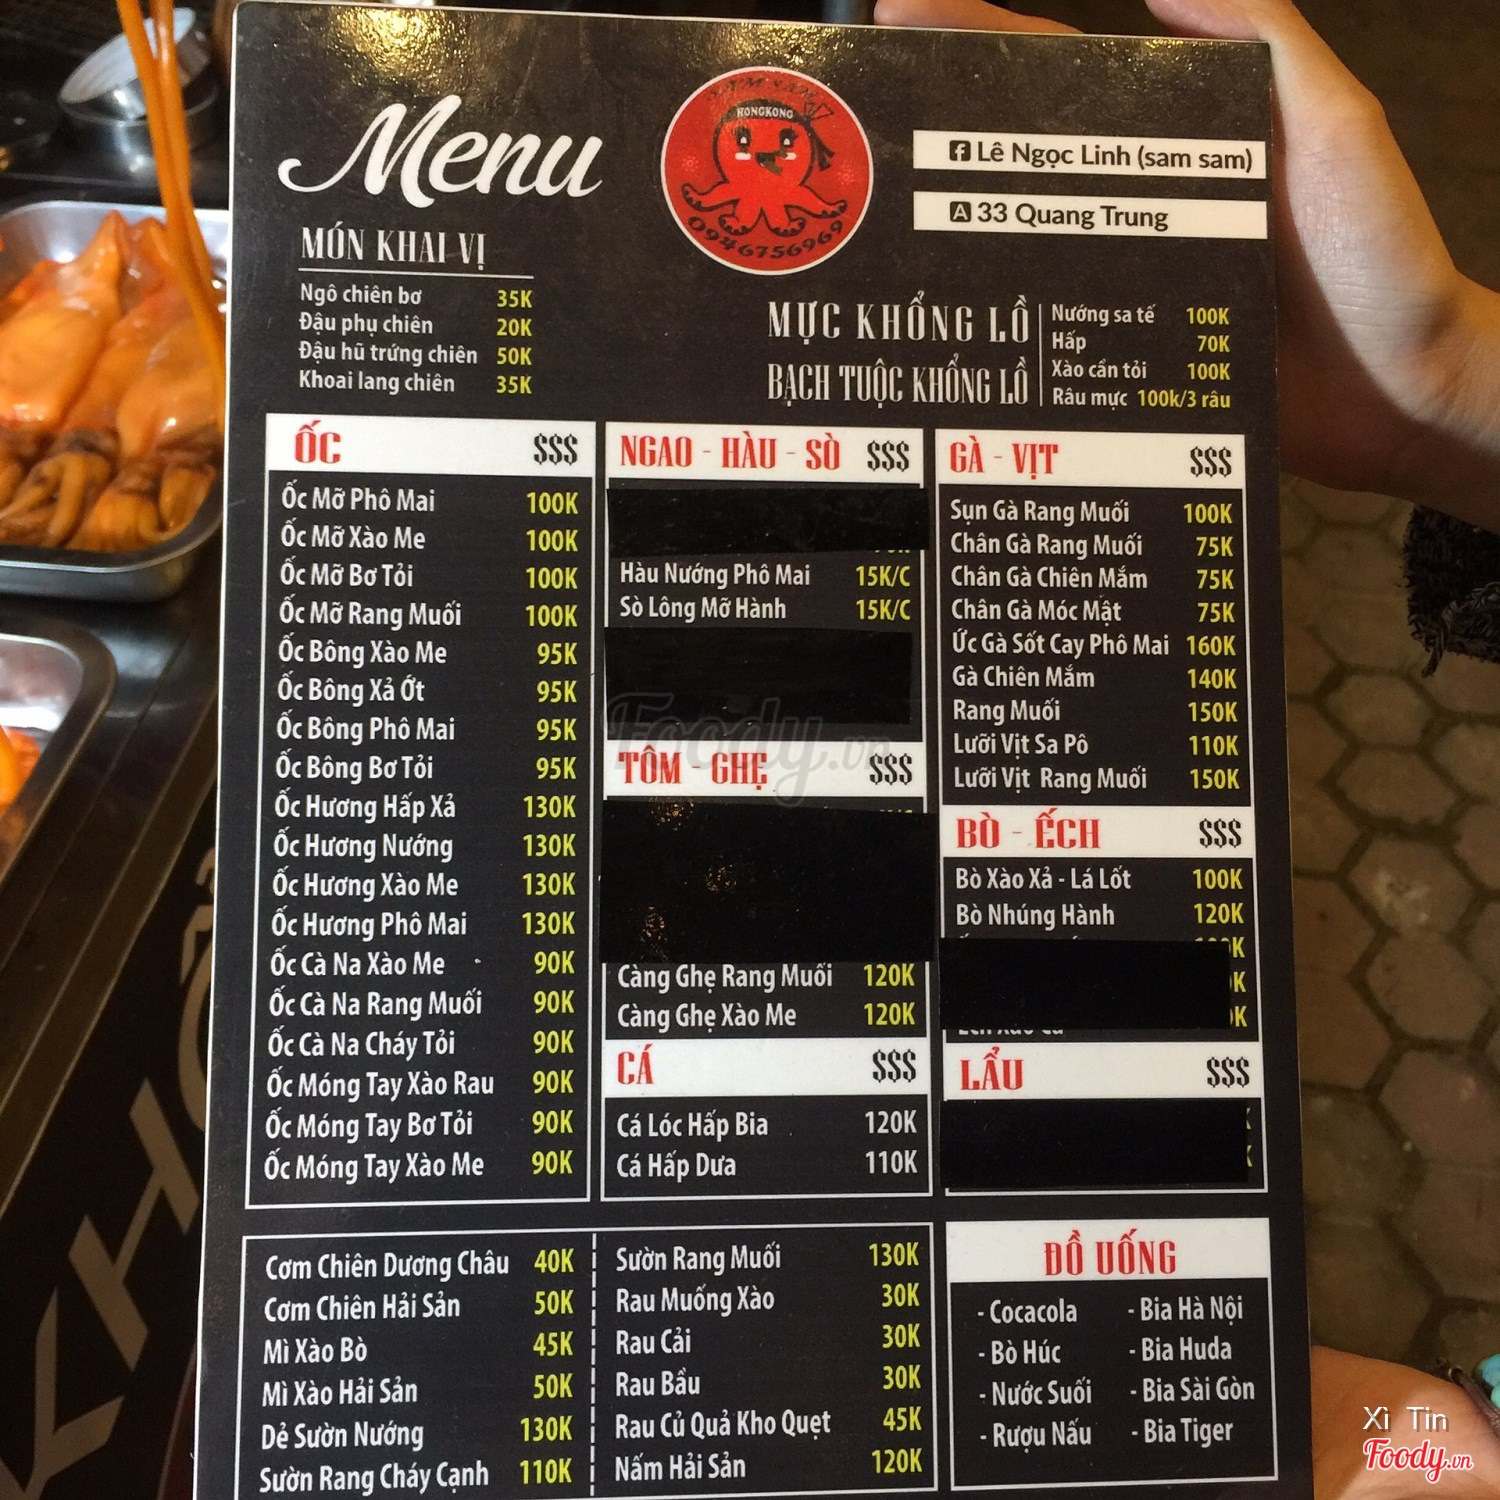 Menu
HONGKONG
0946756969
Lê Ngọc Linh (sam sam)
33 Quang Trung
MÓN KHAI VỊ
Ngô chiên bơ 35K
Đậu phụ chiên 20K
Đậu hũ trứng chiên 50K
Khoai lang chiên 35K
MỰC KHỔNG LỒ
BẠCH TUỘC KHỔNG LỒ
Nướng sa tế 100K
Hấp 70K
Xào cần tỏi 100K
Râu mực 100k/3 râu
ỐC $$$
Ốc Mỡ Phô Mai 100K
Ốc Mỡ Xào Me 100K
Ốc Mỡ Bơ Tỏi 100K
Ốc Mỡ Rang Muối 100K
Ốc Bông Xào Me 95K
Ốc Bông Xả Ớt 95K
Ốc Bông Phô Mai 95K
Ốc Bông Bơ Tỏi 95K
Ốc Hương Hấp Xả 130K
Ốc Hương Nướng 130K
Ốc Hương Xào Me 130K
Ốc Hương Phô Mai 130K
Ốc Cà Na Xào Me 90K
Ốc Cà Na Rang Muối 90K
Ốc Cà Na Cháy Tỏi 90K
Ốc Móng Tay Xào Rau 90K
Ốc Móng Tay Bơ Tỏi 90K
Ốc Móng Tay Xào Me 90K
NGAO - HÀU - SÒ $$$
Hàu Nướng Phô Mai 15K/C
Sò Lông Mỡ Hành 15K/C
TÔM - GHẸ $$$
Càng Ghẹ Rang Muối 120K
Càng Ghẹ Xào Me 120K
CÁ $$$
Cá Lóc Hấp Bia 120K
Cá Hấp Dưa 110K
GÀ - VỊT $$$
Sụn Gà Rang Muối 100K
Chân Gà Rang Muối 75K
Chân Gà Chiên Mắm 75K
Chân Gà Móc Mật 75K
Ức Gà Sốt Cay Phô Mai 160K
Gà Chiên Mắm 140K
Rang Muối 150K
Lưỡi Vịt Sa Pô 110K
Lưỡi Vịt Rang Muối 150K
BÒ - ẾCH $$$
Bò Xào Xả - Lá Lốt 100K
Bò Nhúng Hành 120K
LẨU $$$
Cơm Chiên Dương Châu 40K
Cơm Chiên Hải Sản 50K
Mì Xào Bò 45K
Mì Xào Hải Sản 50K
Dẻ Sườn Nướng 130K
Sườn Rang Cháy Cạnh 110K
Sườn Rang Muối 130K
Rau Muống Xào 30K
Rau Cải 30K
Rau Bầu 30K
Rau Củ Quả Kho Quẹt 45K
Nấm Hải Sản 120K
ĐỒ UỐNG
- Cocacola
- Bò Húc
- Nước Suối
- Rượu Nấu
- Bia Hà Nội
- Bia Huda
- Bia Sài Gòn
- Bia Tiger
Foody.vn
Xì Tin
Foody.vn